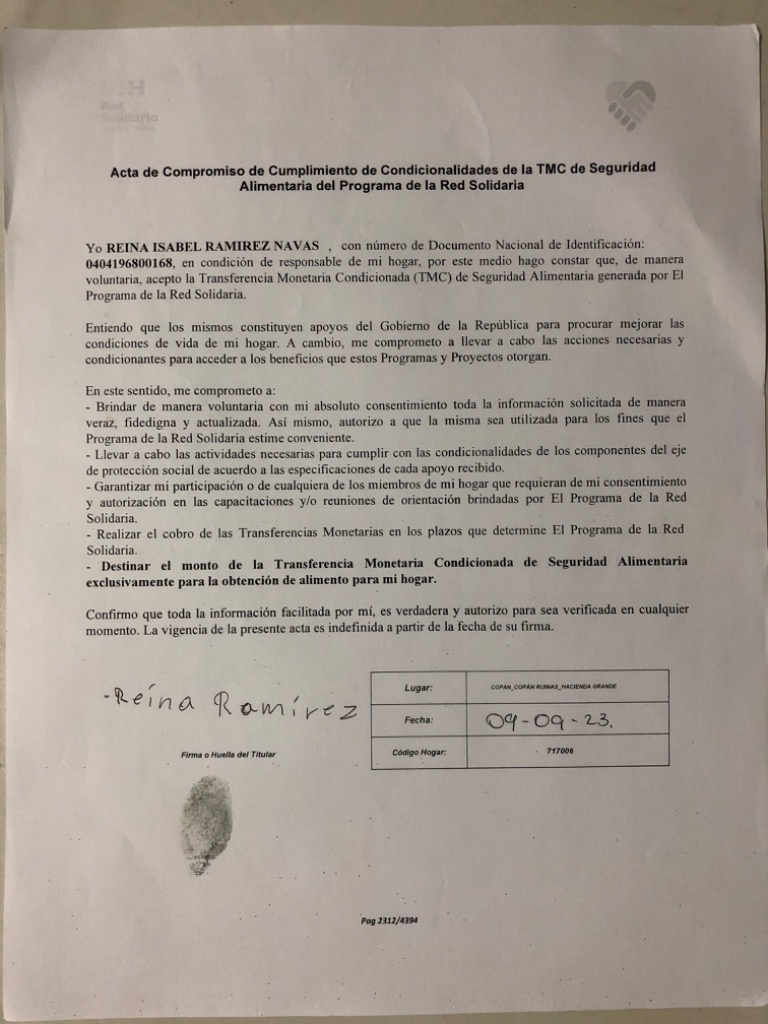 Red
Solidaria
Acta de Compromiso de Cumplimiento de Condicionalidades de la TMC de Seguridad
Alimentaria del Programa de la Red Solidaria
Yo REINA ISABEL RAMIREZ NAVAS , con número de Documento Nacional de Identificación:
0404196800168, en condición de responsable de mi hogar, por este medio hago constar que, de manera
voluntaria, acepto la Transferencia Monetaria Condicionada (TMC) de Seguridad Alimentaria generada por El
Programa de la Red Solidaria.
Entiendo que los mismos constituyen apoyos del Gobierno de la República para procurar mejorar las
condiciones de vida de mi hogar. A cambio, me comprometo a llevar a cabo las acciones necesarias y
condicionantes para acceder a los beneficios que estos Programas y Proyectos otorgan.
En este sentido, me comprometo a:
- Brindar de manera voluntaria con mi absoluto consentimiento toda la información solicitada de manera
veraz, fidedigna y actualizada. Así mismo, autorizo a que la misma sea utilizada para los fines que el
Programa de la Red Solidaria estime conveniente.
- Llevar a cabo las actividades necesarias para cumplir con las condicionalidades de los componentes del eje
de protección social de acuerdo a las especificaciones de cada apoyo recibido.
- Garantizar mi participación o de cualquiera de los miembros de mi hogar que requieran de mi consentimiento
y autorización en las capacitaciones y/o reuniones de orientación brindadas por El Programa de la Red
Solidaria.
- Realizar el cobro de las Transferencias Monetarias en los plazos que determine El Programa de la Red
Solidaria.
- Destinar el monto de la Transferencia Monetaria Condicionada de Seguridad Alimentaria
exclusivamente para la obtención de alimento para mi hogar.
Confirmo que toda la información facilitada por mí, es verdadera y autorizo para sea verificada en cualquier
momento. La vigencia de la presente acta es indefinida a partir de la fecha de su firma.
Reina Ramírez
Firma o Huella del Titular
Lugar: COPAN_COPÁN RUINAS_HACIENDA GRANDE
Fecha: 09-09-23.
Código Hogar: 717006
Pag 2312/4394